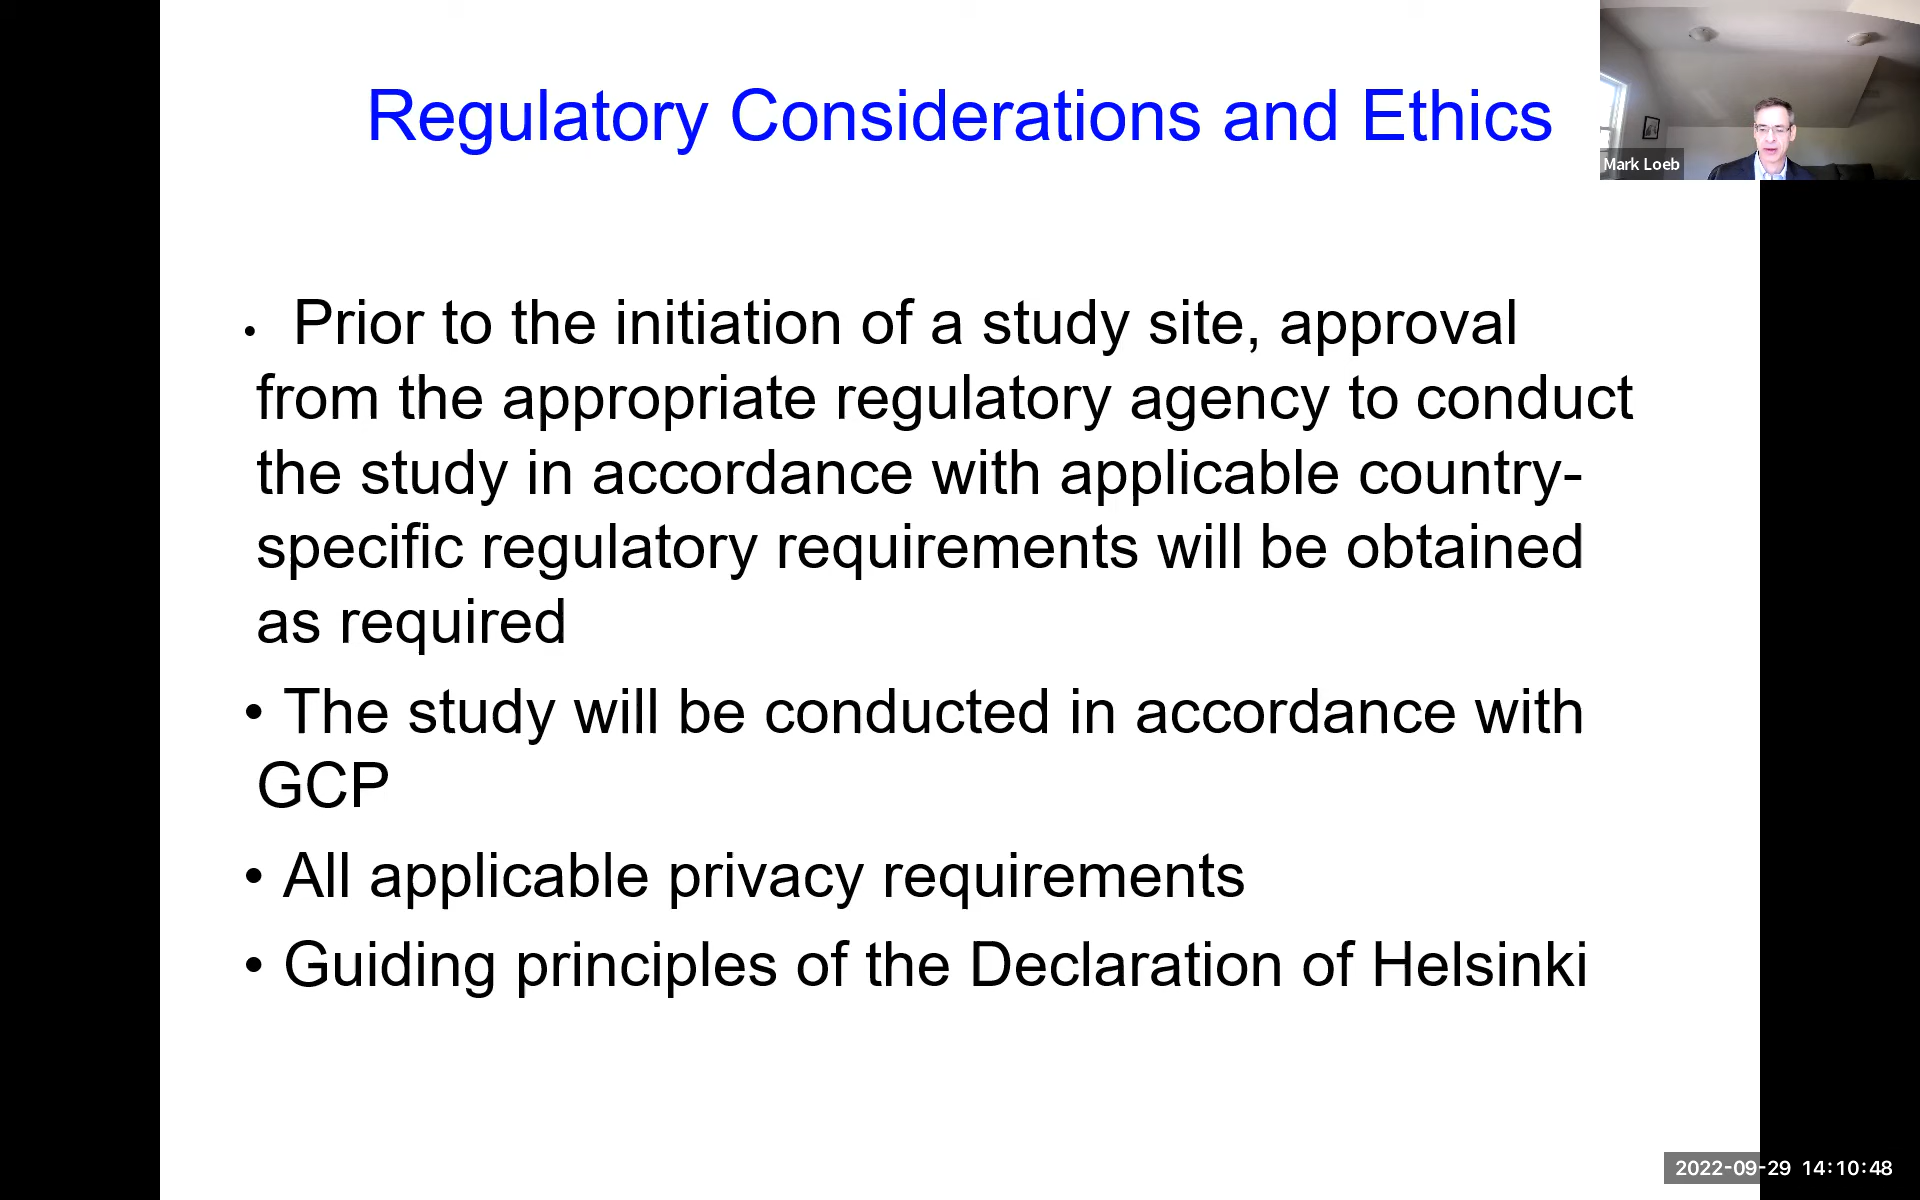 Regulatory Considerations and Ethics
Mark Loeb
• Prior to the initiation of a study site, approval
from the appropriate regulatory agency to conduct
the study in accordance with applicable country-
specific regulatory requirements will be obtained
as required
• The study will be conducted in accordance with
GCP
• All applicable privacy requirements
• Guiding principles of the Declaration of Helsinki
2022-09-29 14:10:48